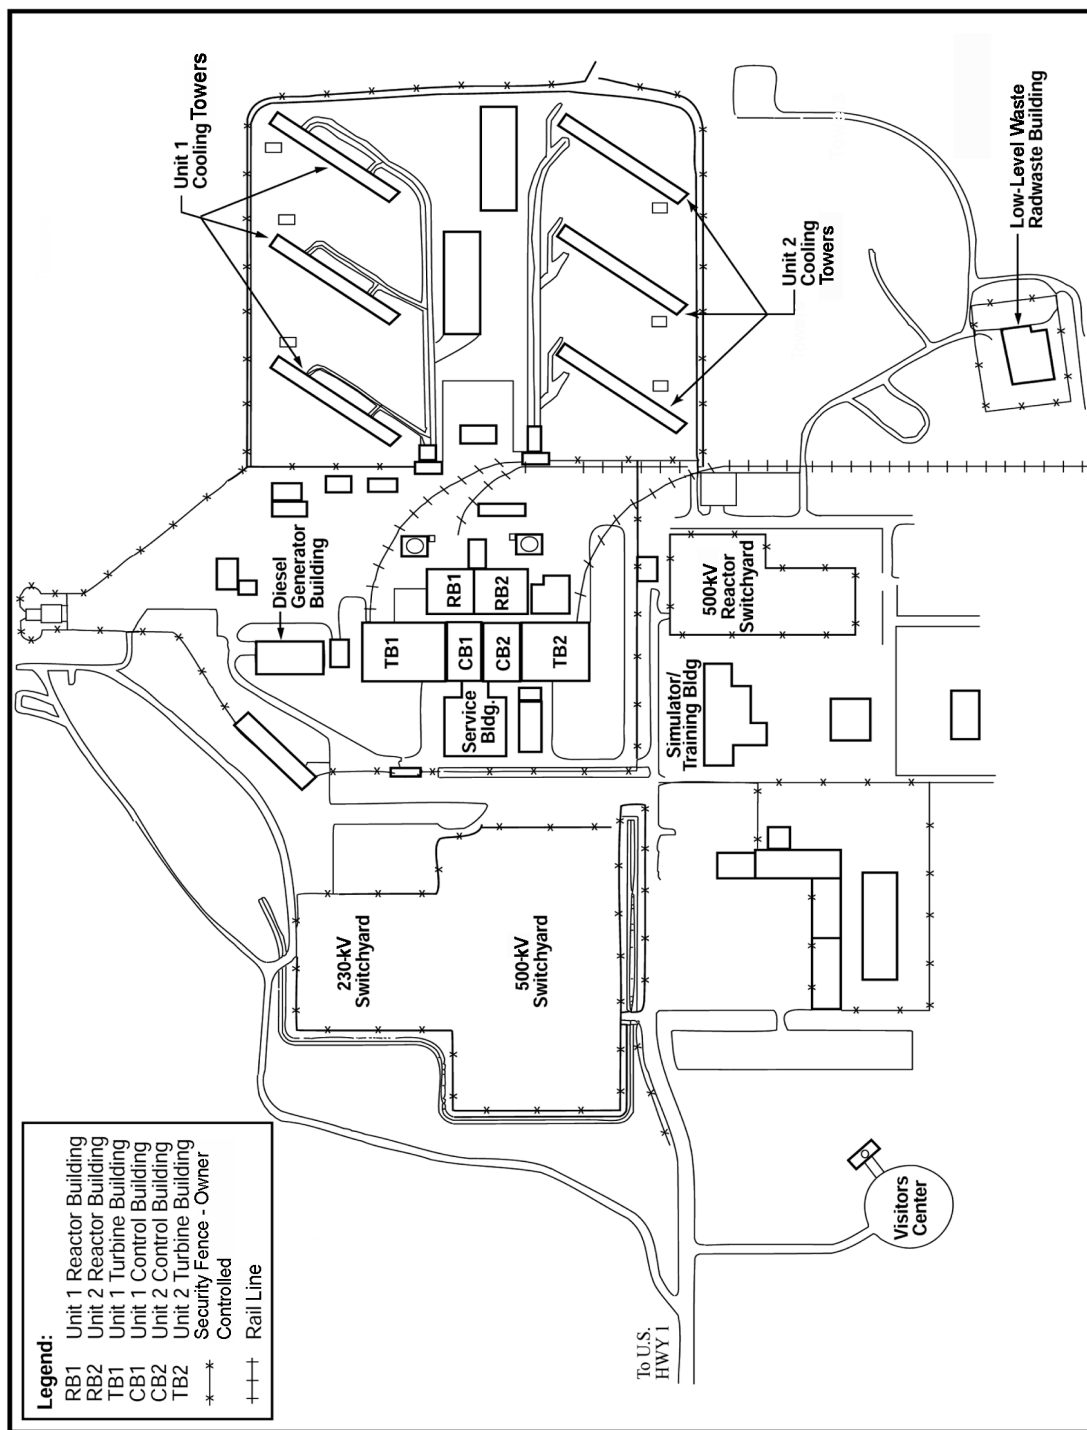 Unit 1
Cooling Towers
Unit 2
Cooling
Towers
Low-Level Waste
Radwaste Building
Diesel
Generator
Building
RB1
RB2
TB1
CB1
CB2
TB2
Service
Bldg.
500-kV
Reactor
Switchyard
Simulator/
Training Bldg
230-kV
Switchyard
500-kV
Switchyard
Visitors
Center
To U.S.
HWY 1
Legend:
RB1 Unit 1 Reactor Building
RB2 Unit 2 Reactor Building
TB1 Unit 1 Turbine Building
CB1 Unit 1 Control Building
CB2 Unit 2 Control Building
TB2 Unit 2 Turbine Building
Security Fence - Owner
Controlled
Rail Line